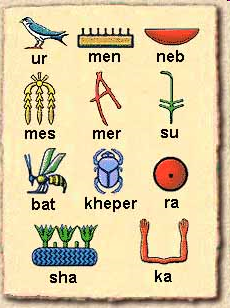 ur men neb
mes mer su
bat kheper ra
sha ka